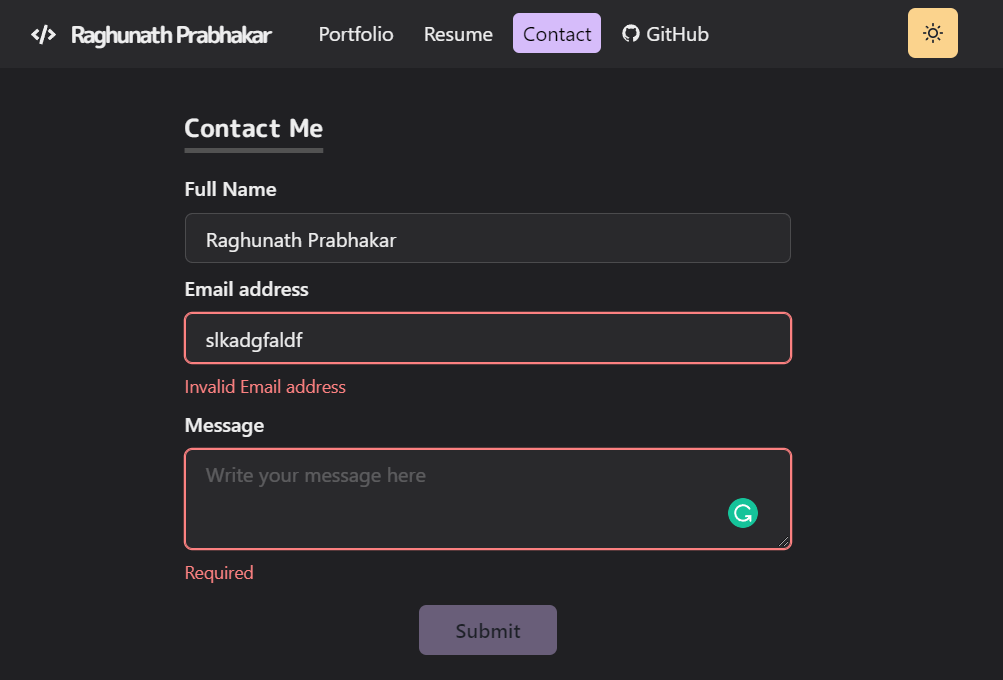 </> Raghunath Prabhakar Portfolio Resume Contact GitHub
Contact Me
Full Name
Raghunath Prabhakar
Email address
slkadgfaldf
Invalid Email address
Message
Write your message here
Required
Submit